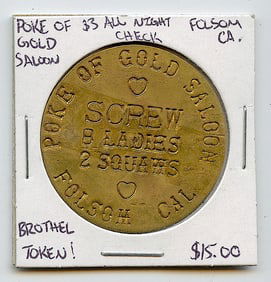 POKE OF $3 ALL NIGHT FOLSOM
GOLD CHECK CA.
SALOON
POKE OF GOLD SALOON
SCREW
8 LADIES
2 SQUAWS
FOLSOM CAL.
BROTHEL
TOKEN! $15.00